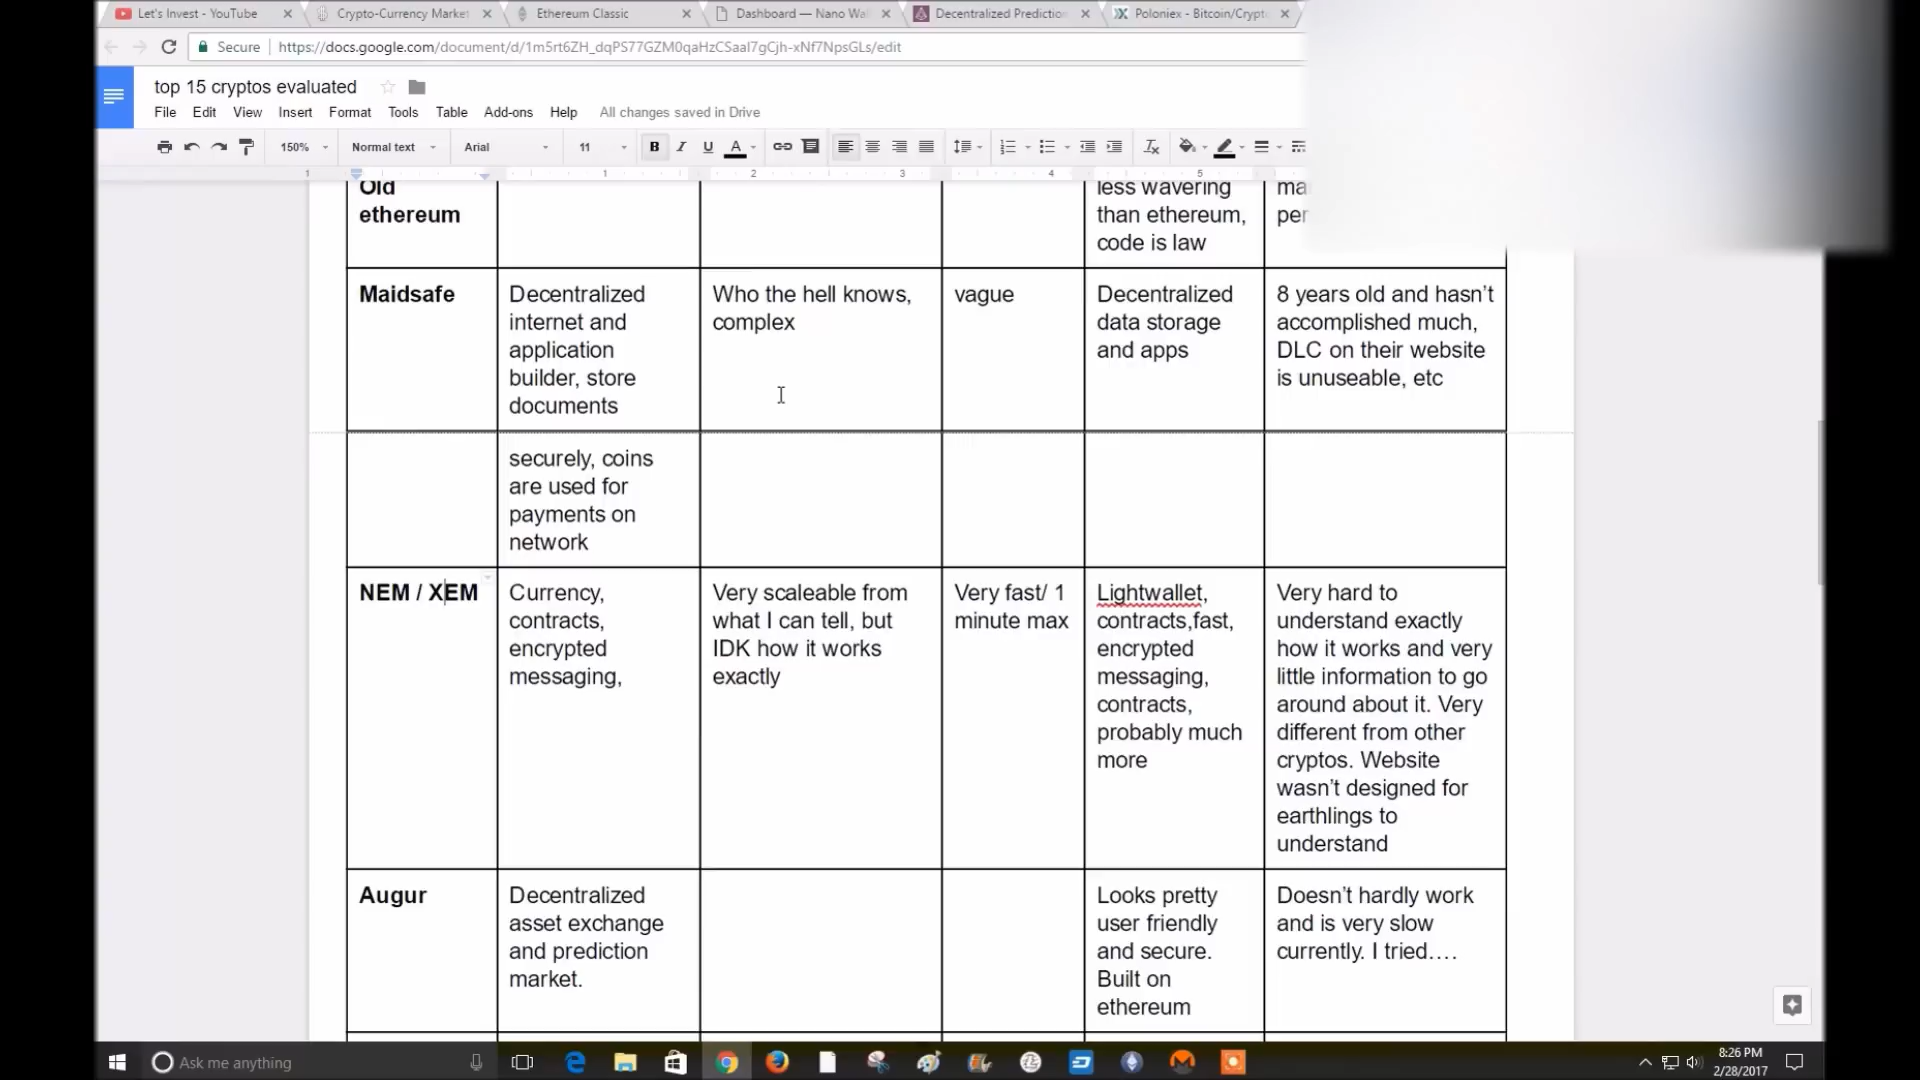 Let's Invest - YouTube
Crypto-Currency Market
Ethereum Classic
Dashboard — Nano Wal
Decentralized Prediction
Poloniex - Bitcoin/Crypt
Secure
https://docs.google.com/document/d/1m5rt6ZH_dqPS77GZM0qaHzCSaaI7gCjh-xNf7NpsGLs/edit
top 15 cryptos evaluated
File Edit View Insert Format Tools Table Add-ons Help All changes saved in Drive
150% Normal text Arial 11 B I U A
1 1 2 3 4 5
Old
ethereum
less wavering
than ethereum,
code is law
ma
per
Maidsafe
Decentralized
internet and
application
builder, store
documents
Who the hell knows,
complex
vague
Decentralized
data storage
and apps
8 years old and hasn't
accomplished much,
DLC on their website
is unuseable, etc
securely, coins
are used for
payments on
network
NEM / XEM
Currency,
contracts,
encrypted
messaging,
Very scaleable from
what I can tell, but
IDK how it works
exactly
Very fast/ 1
minute max
Lightwallet,
contracts,fast,
encrypted
messaging,
contracts,
probably much
more
Very hard to
understand exactly
how it works and very
little information to go
around about it. Very
different from other
cryptos. Website
wasn't designed for
earthlings to
understand
Augur
Decentralized
asset exchange
and prediction
market.
Looks pretty
user friendly
and secure.
Built on
ethereum
Doesn't hardly work
and is very slow
currently. I tried….
Ask me anything
8:26 PM
2/28/2017